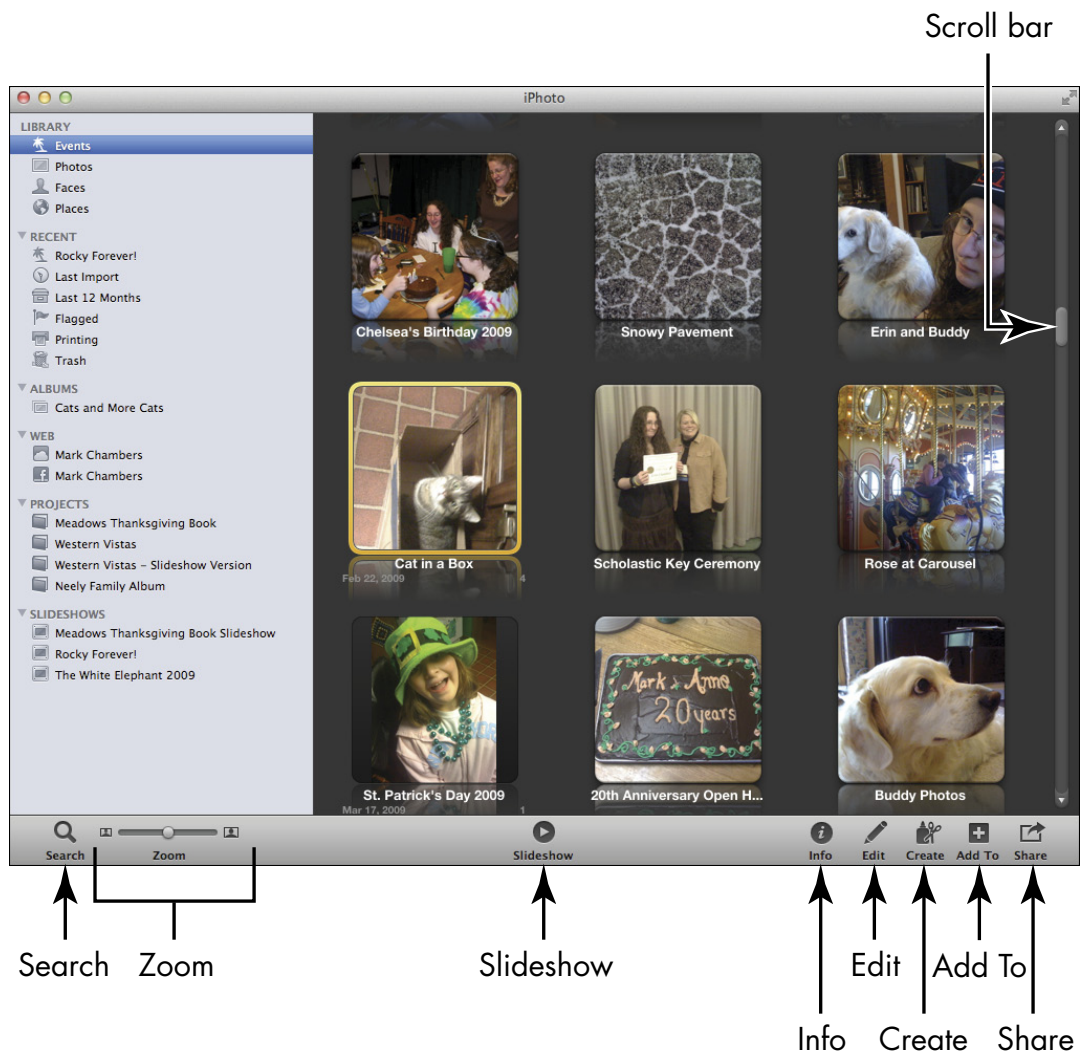 Scroll bar
iPhoto
LIBRARY
Events
Photos
Faces
Places
RECENT
Rocky Forever!
Last Import
Last 12 Months
Flagged
Printing
Trash
ALBUMS
Cats and More Cats
WEB
Mark Chambers
Mark Chambers
PROJECTS
Meadows Thanksgiving Book
Western Vistas
Western Vistas – Slideshow Version
Neely Family Album
SLIDESHOWS
Meadows Thanksgiving Book Slideshow
Rocky Forever!
The White Elephant 2009
Chelsea's Birthday 2009
Snowy Pavement
Erin and Buddy
Cat in a Box
Feb 22, 2009 4
Scholastic Key Ceremony
Rose at Carousel
St. Patrick's Day 2009
Mar 17, 2009 1
Mark & Anne
20 years
20th Anniversary Open H...
Buddy Photos
Search
Zoom
Slideshow
Info
Edit
Create
Add To
Share
Search
Zoom
Slideshow
Edit
Add To
Info
Create
Share